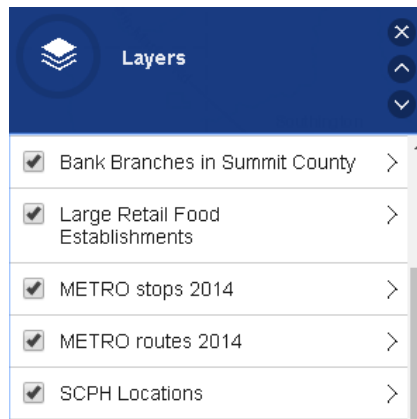 Layers
Bank Branches in Summit County
Large Retail Food
Establishments
METRO stops 2014
METRO routes 2014
SCPH Locations